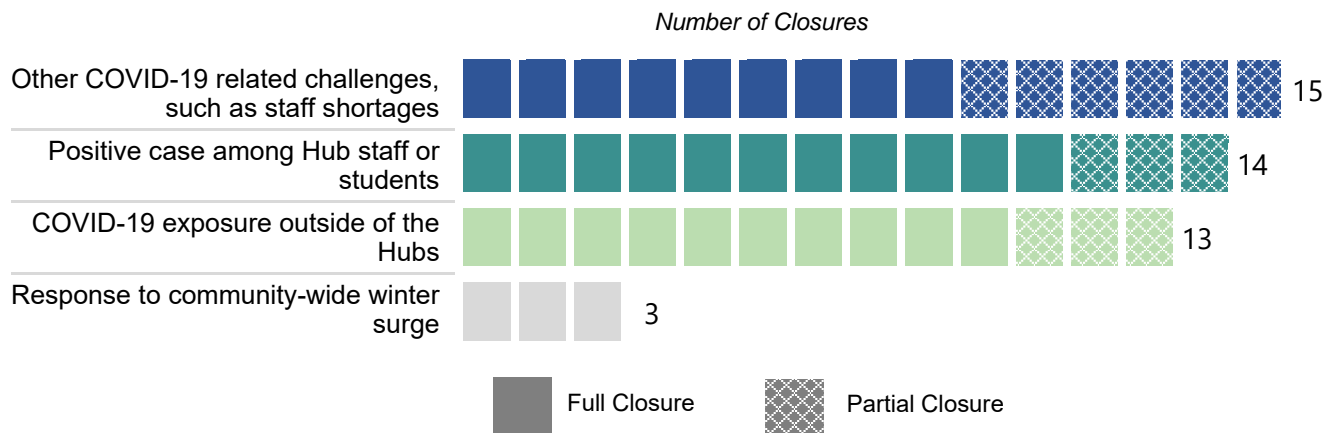 Number of Closures
Other COVID-19 related challenges,
such as staff shortages
15
Positive case among Hub staff or
students
14
COVID-19 exposure outside of the
Hubs
13
Response to community-wide winter
surge
3
Full Closure
Partial Closure